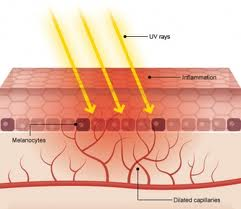 UV rays
Inflammation
Melanocytes
Dilated capillaries